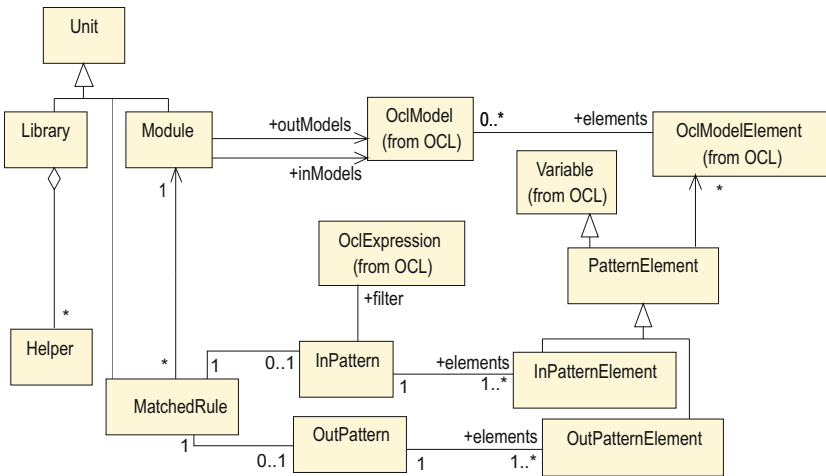 Unit
Library
Module
+outModels
+inModels
OclModel
(from OCL)
0..*
+elements
OclModelElement
(from OCL)
*
Variable
(from OCL)
1
OclExpression
(from OCL)
+filter
PatternElement
*
Helper
*
1
0..1
InPattern
+elements
1
1..*
InPatternElement
MatchedRule
1
0..1
OutPattern
+elements
1
1..*
OutPatternElement